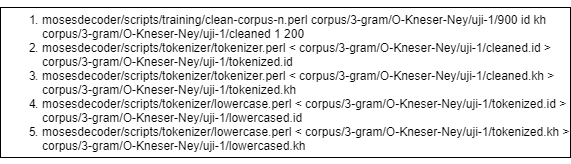 1. mosesdecoder/scripts/training/clean-corpus-n.perl corpus/3-gram/O-Kneser-Ney/uji-1/900 id kh
corpus/3-gram/O-Kneser-Ney/uji-1/cleaned 1 200
2. mosesdecoder/scripts/tokenizer/tokenizer.perl < corpus/3-gram/O-Kneser-Ney/uji-1/cleaned.id >
corpus/3-gram/O-Kneser-Ney/uji-1/tokenized.id
3. mosesdecoder/scripts/tokenizer/tokenizer.perl < corpus/3-gram/O-Kneser-Ney/uji-1/cleaned.kh >
corpus/3-gram/O-Kneser-Ney/uji-1/tokenized.kh
4. mosesdecoder/scripts/tokenizer/lowercase.perl < corpus/3-gram/O-Kneser-Ney/uji-1/tokenized.id >
corpus/3-gram/O-Kneser-Ney/uji-1/lowercased.id
5. mosesdecoder/scripts/tokenizer/lowercase.perl < corpus/3-gram/O-Kneser-Ney/uji-1/tokenized.kh >
corpus/3-gram/O-Kneser-Ney/uji-1/lowercased.kh